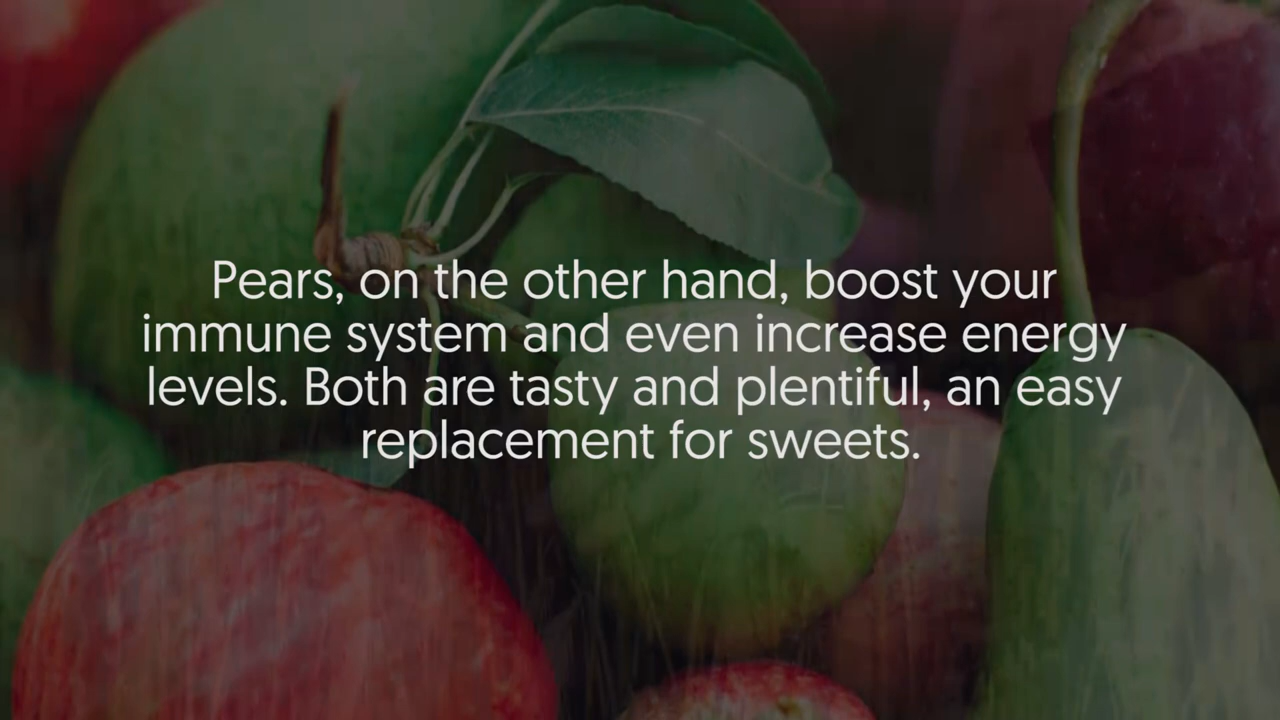 Pears, on the other hand, boost your
immune system and even increase energy
levels. Both are tasty and plentiful, an easy
replacement for sweets.